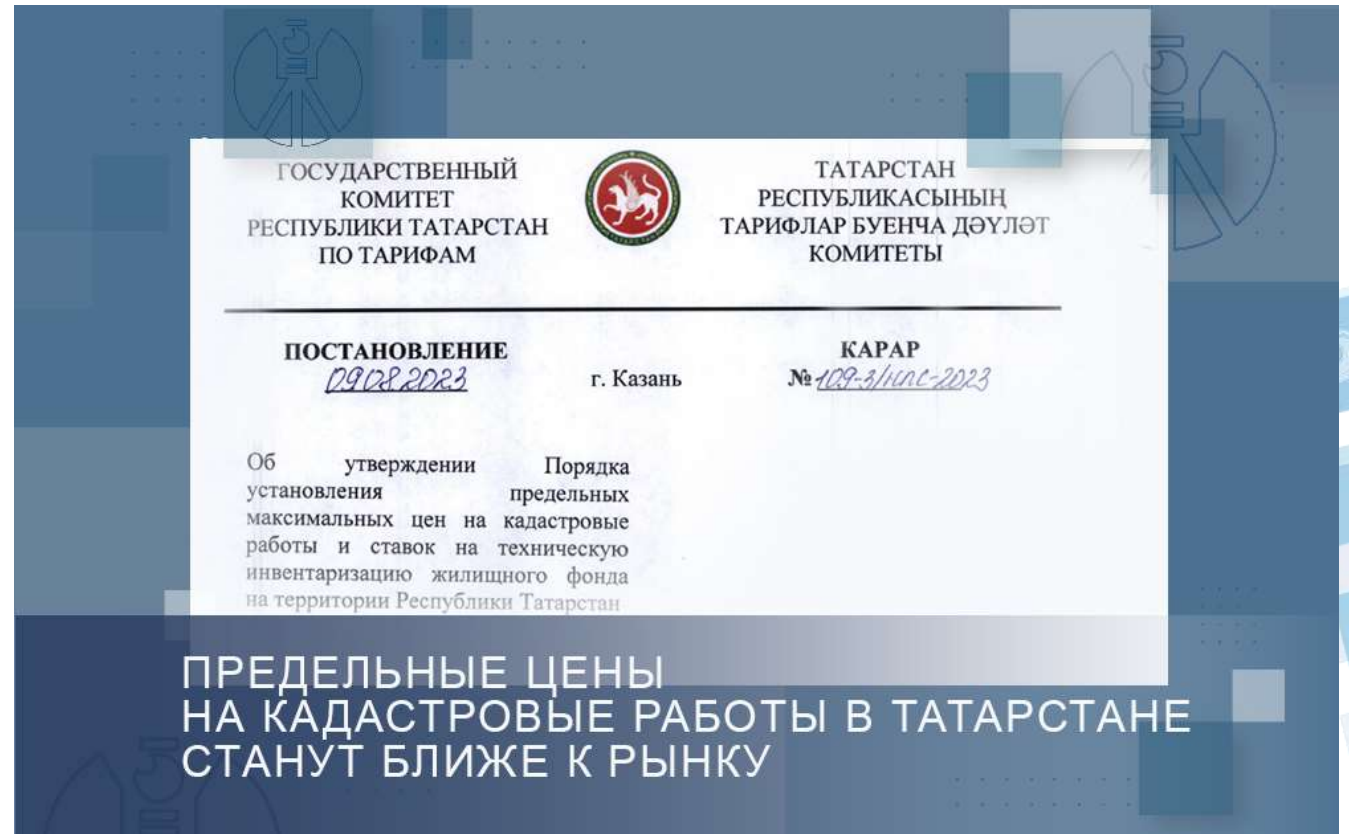 ГОСУДАРСТВЕННЫЙ
КОМИТЕТ
РЕСПУБЛИКИ ТАТАРСТАН
ПО ТАРИФАМ
ТАТАРСТАН
РЕСПУБЛИКАСЫНЫҢ
ТАРИФЛАР БУЕНЧА ДӘҮЛӘТ
КОМИТЕТЫ
ПОСТАНОВЛЕНИЕ
09.08.2023
г. Казань
КАРАР
№ 109-3/кпс-2023
Об утверждении Порядка
установления предельных
максимальных цен на кадастровые
работы и ставок на техническую
инвентаризацию жилищного фонда
на территории Республики Татарстан
ПРЕДЕЛЬНЫЕ ЦЕНЫ
НА КАДАСТРОВЫЕ РАБОТЫ В ТАТАРСТАНЕ
СТАНУТ БЛИЖЕ К РЫНКУ